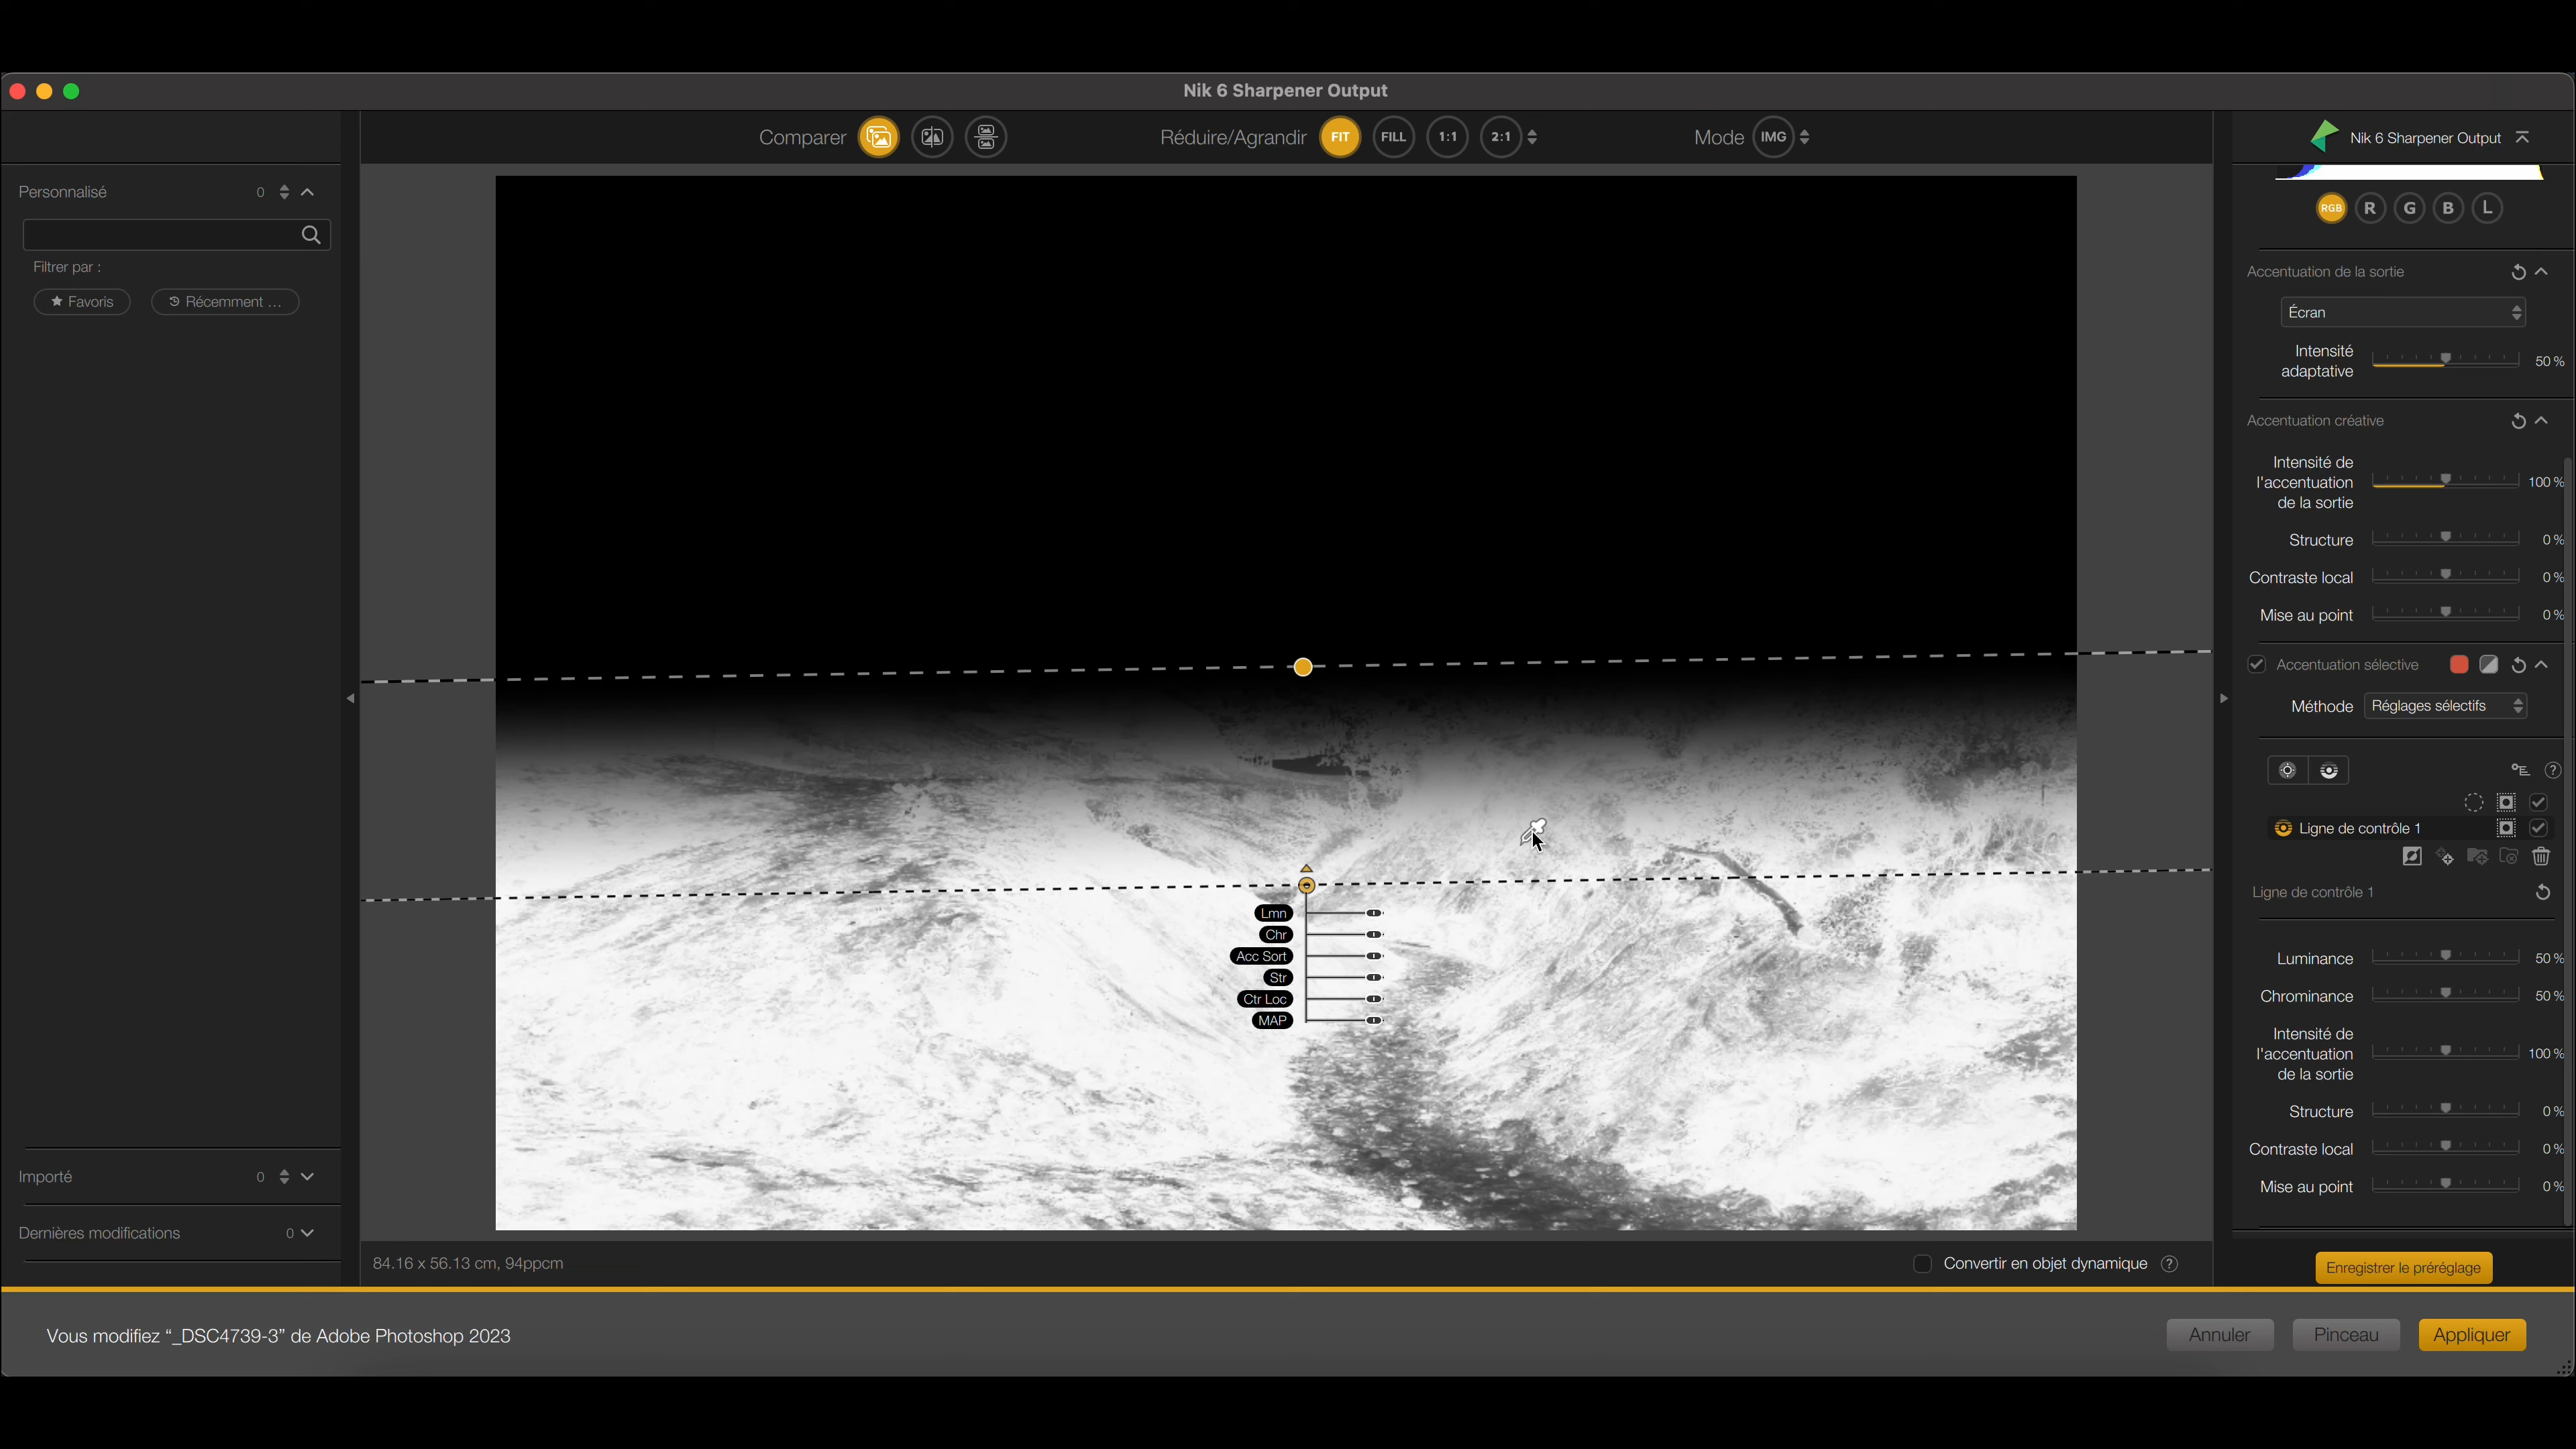 Nik 6 Sharpener Output
Comparer
Réduire/Agrandir FIT FILL 1:1 2:1
Mode IMG
Nik 6 Sharpener Output
Personnalisé 0
Filtrer par :
Favoris
Récemment ...
Importé 0
Dernières modifications 0
RGB R G B L
Accentuation de la sortie
Écran
Intensité
adaptative 50 %
Accentuation créative
Intensité de
l'accentuation 100 %
de la sortie
Structure 0 %
Contraste local 0 %
Mise au point 0 %
Accentuation sélective
Méthode Réglages sélectifs
?
Ligne de contrôle 1
Ligne de contrôle 1
Luminance 50 %
Chrominance 50 %
Intensité de
l'accentuation 100 %
de la sortie
Structure 0 %
Contraste local 0 %
Mise au point 0 %
Lmn
Chr
Acc Sort
Str
Ctr Loc
MAP
84.16 x 56.13 cm, 94ppcm
Convertir en objet dynamique ?
Enregistrer le préréglage
Vous modifiez “_DSC4739-3” de Adobe Photoshop 2023
Annuler
Pinceau
Appliquer